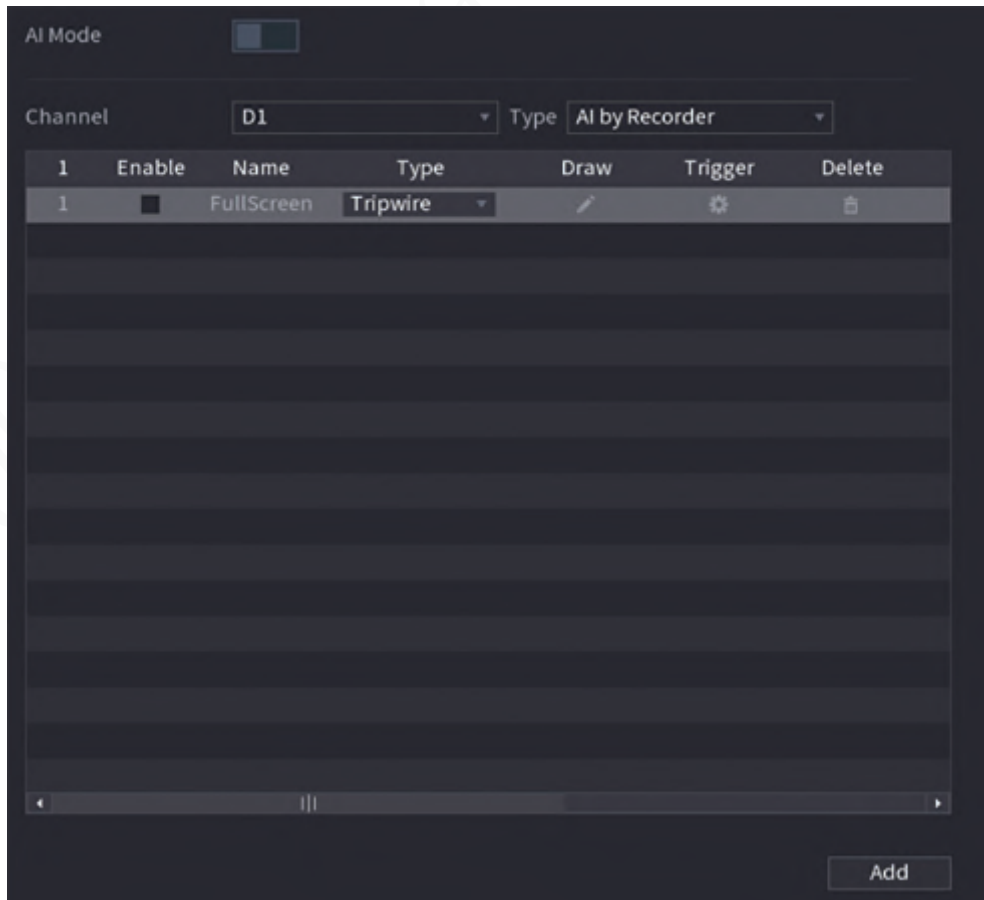 AI Mode
Channel D1 Type AI by Recorder
1 Enable Name Type Draw Trigger Delete
1 FullScreen Tripwire
Add